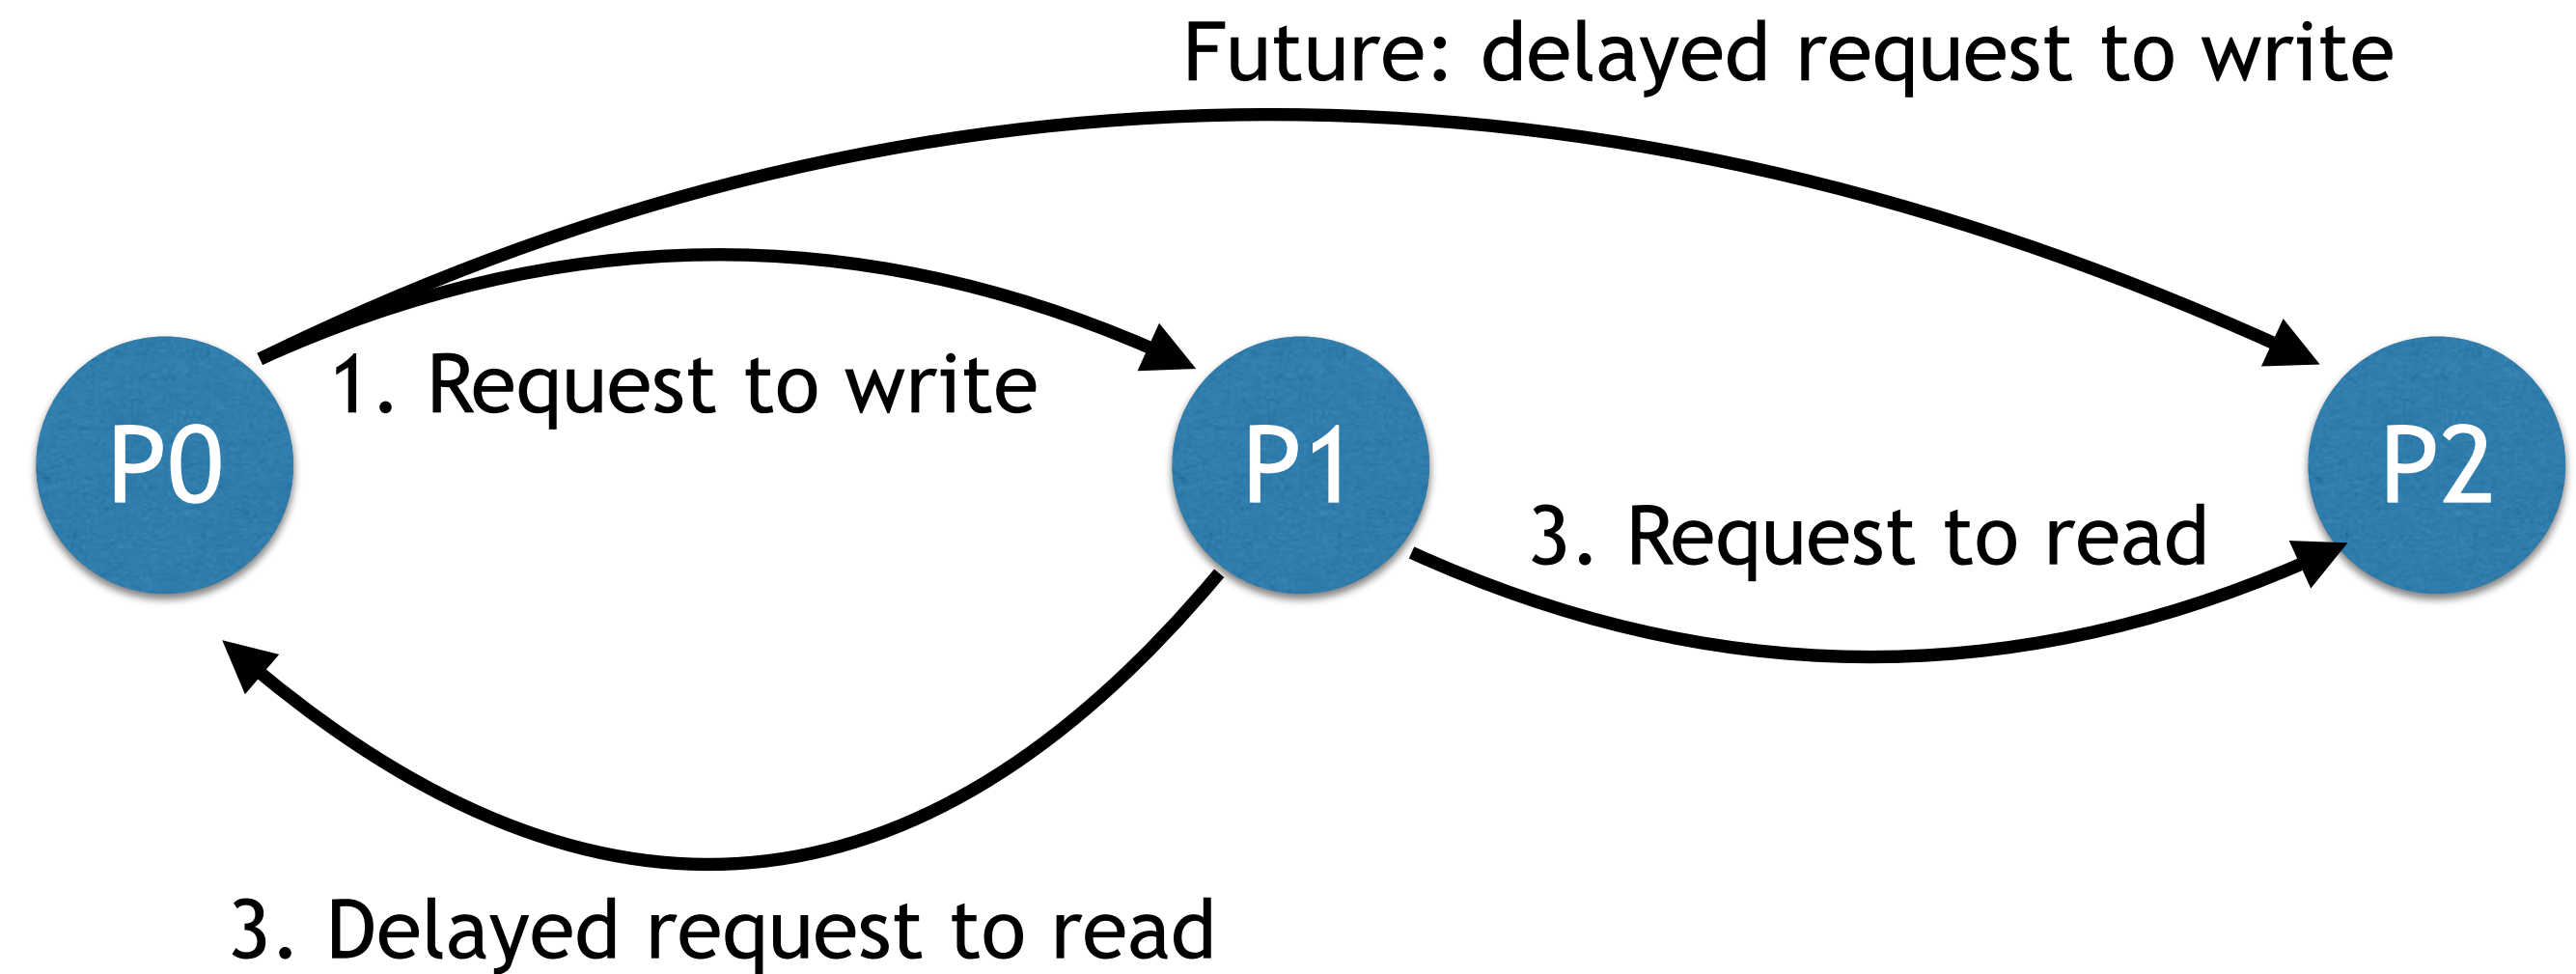 Future: delayed request to write
1. Request to write
P0
P1
P2
3. Request to read
3. Delayed request to read